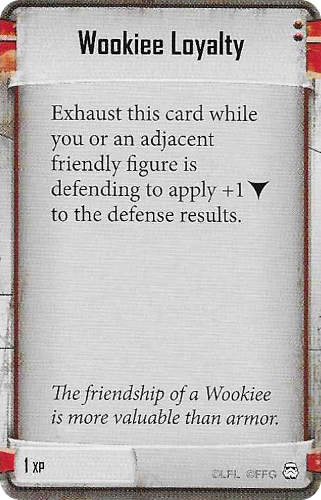 Wookiee Loyalty
Exhaust this card while
you or an adjacent
friendly figure is
defending to apply +1
to the defense results.
The friendship of a Wookiee
is more valuable than armor.
1 XP
©LFL ©FFG